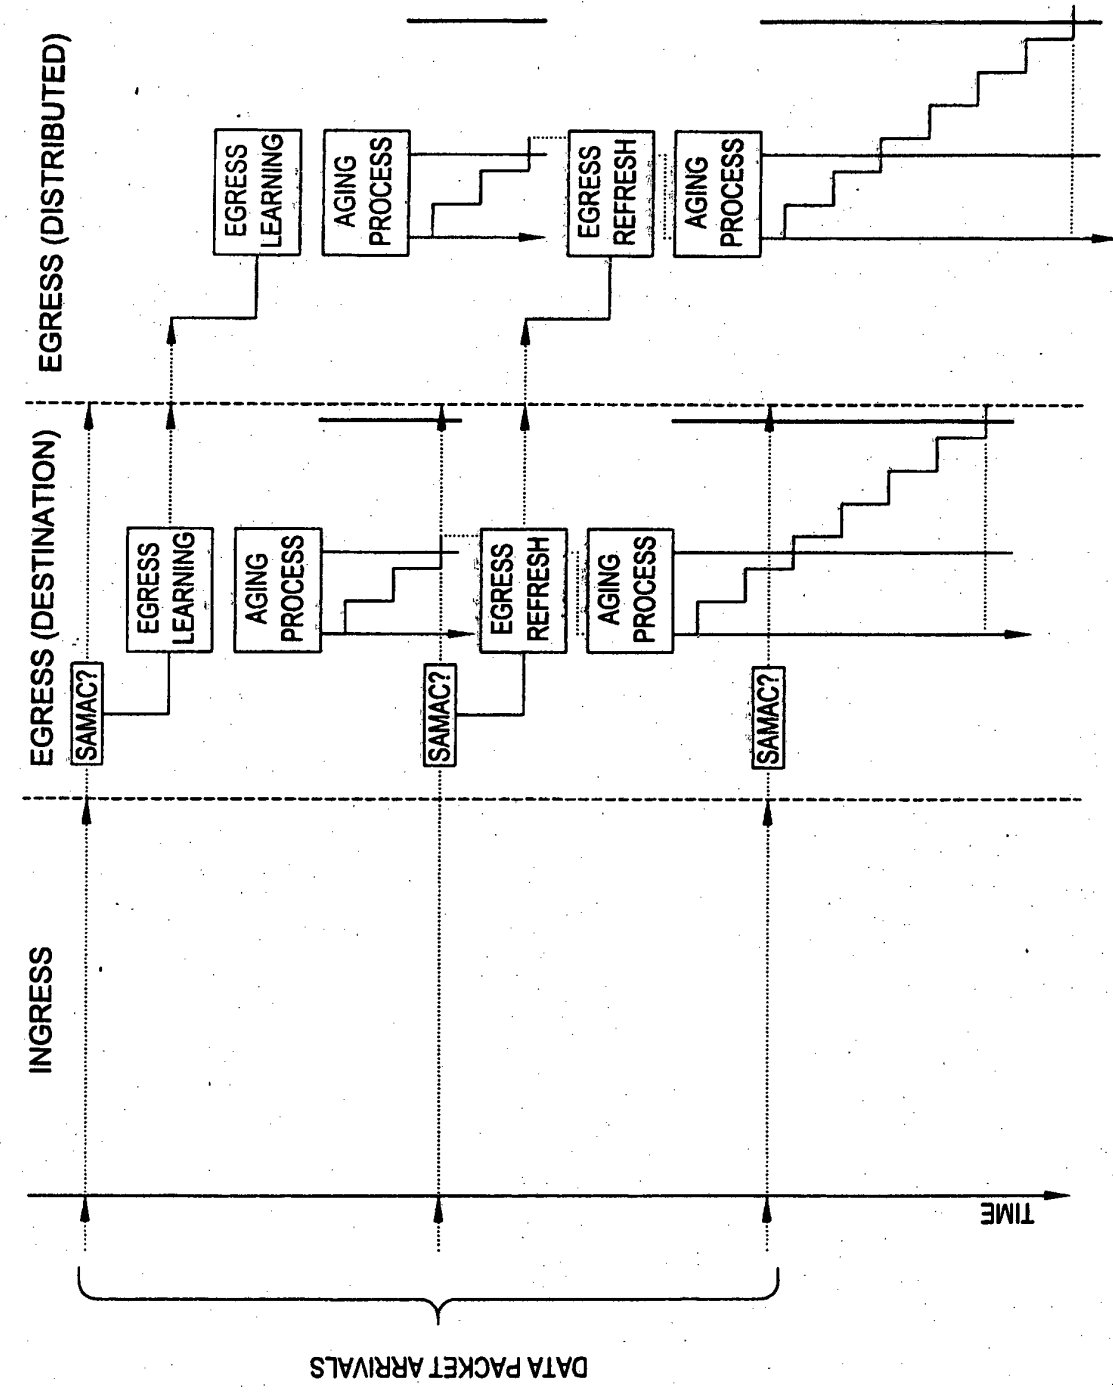 INGRESS
EGRESS (DESTINATION)
EGRESS (DISTRIBUTED)
DATA PACKET ARRIVALS
TIME
SAMAC?
EGRESS
LEARNING
AGING
PROCESS
SAMAC?
EGRESS
REFRESH
AGING
PROCESS
SAMAC?
EGRESS
LEARNING
AGING
PROCESS
EGRESS
REFRESH
AGING
PROCESS